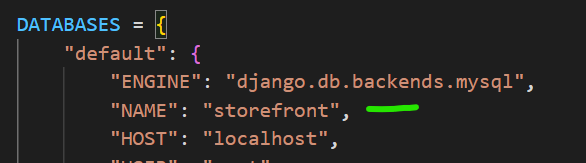 DATABASES = {
"default": {
"ENGINE": "django.db.backends.mysql",
"NAME": "storefront",
"HOST": "localhost",